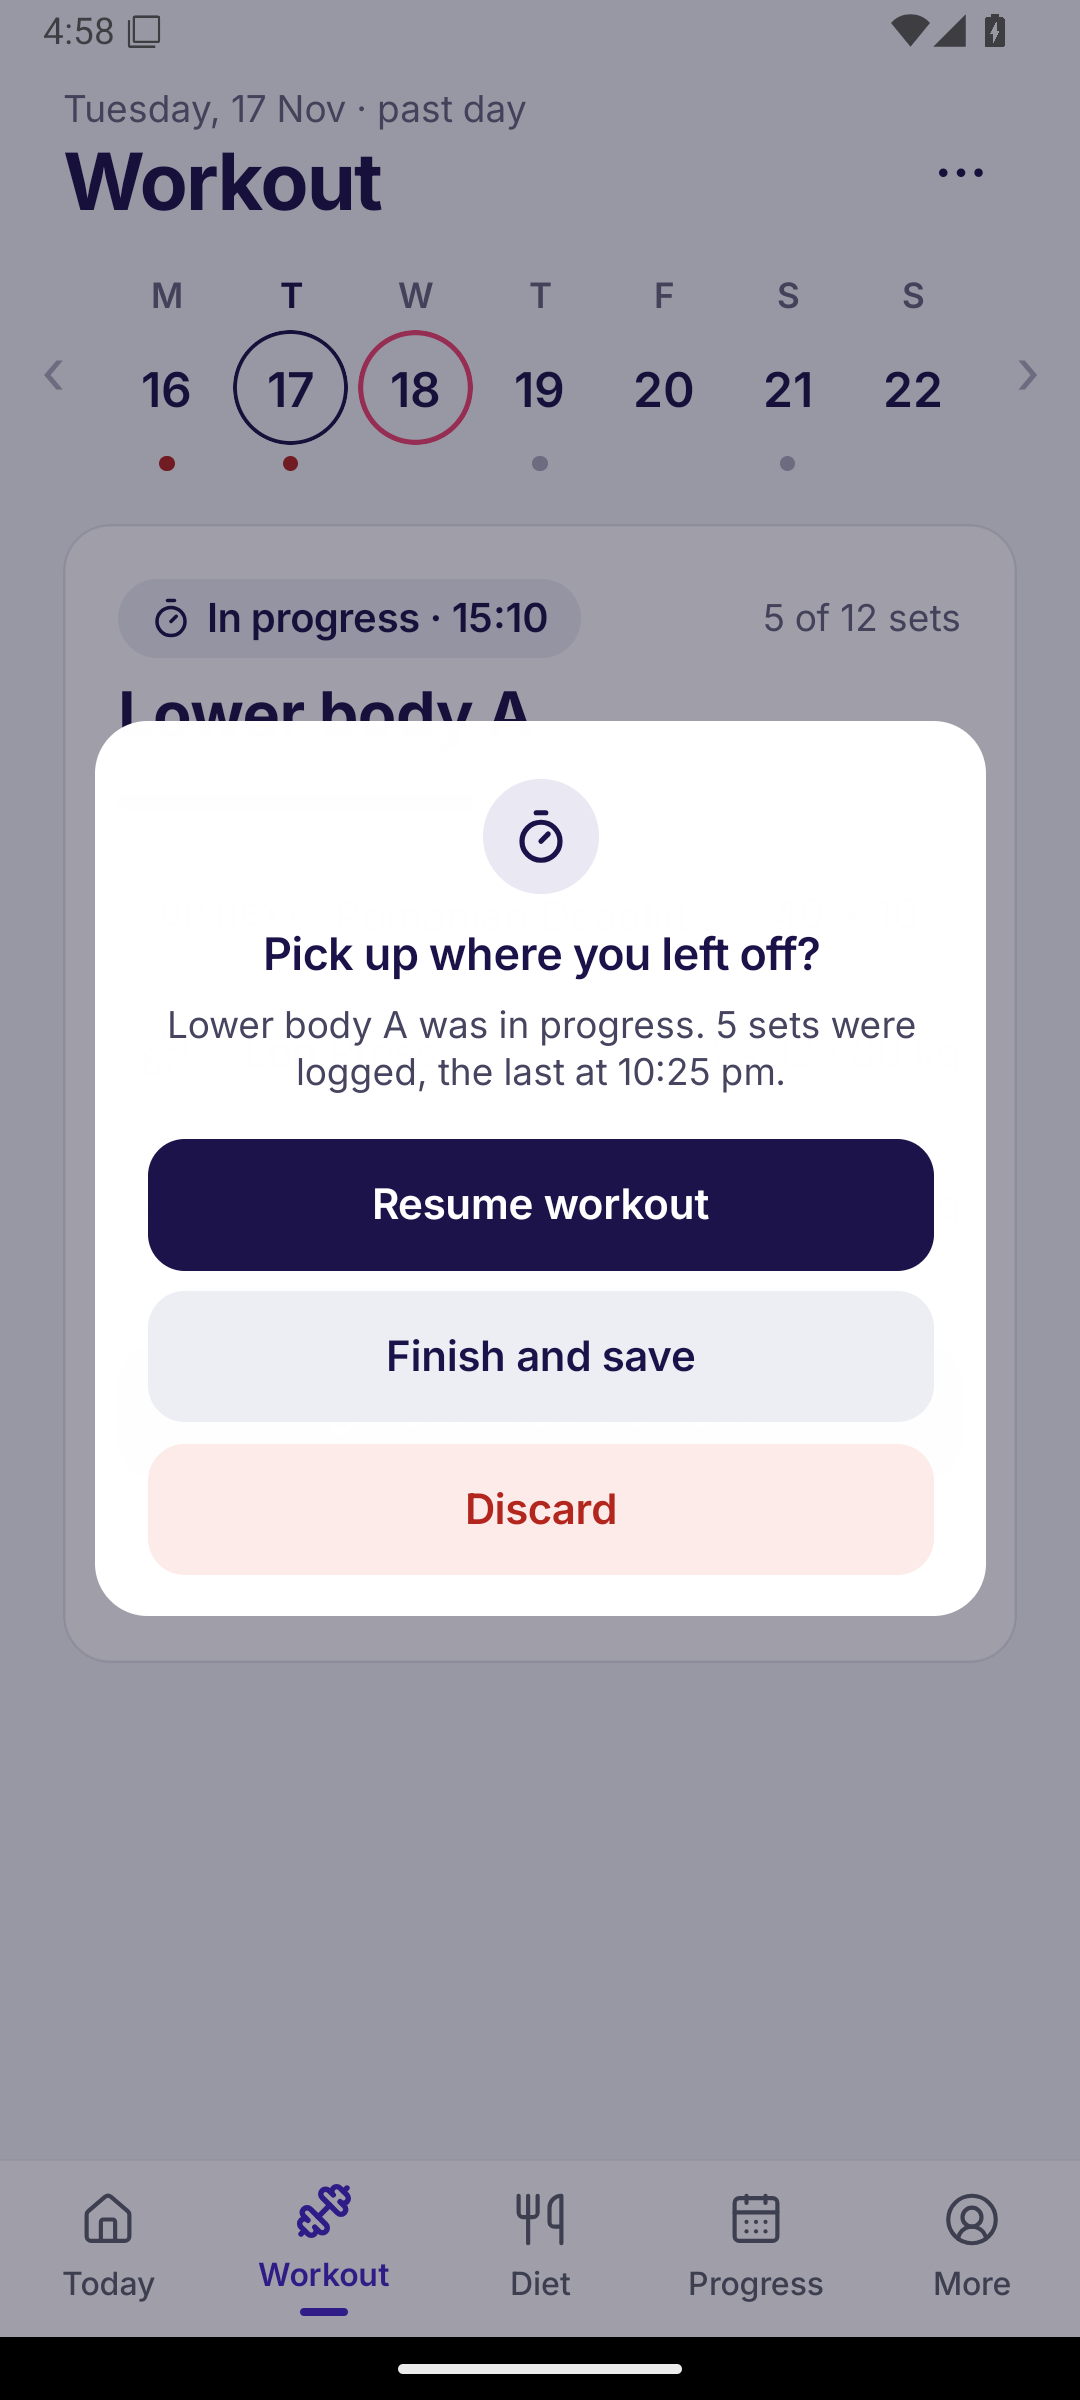 4:58
Tuesday, 17 Nov · past day
Workout
M T W T F S S
16 17 18 19 20 21 22
In progress · 15:10
5 of 12 sets
Lower body A
Pick up where you left off?
Lower body A was in progress. 5 sets were
logged, the last at 10:25 pm.
Resume workout
Finish and save
Discard
Today
Workout
Diet
Progress
More